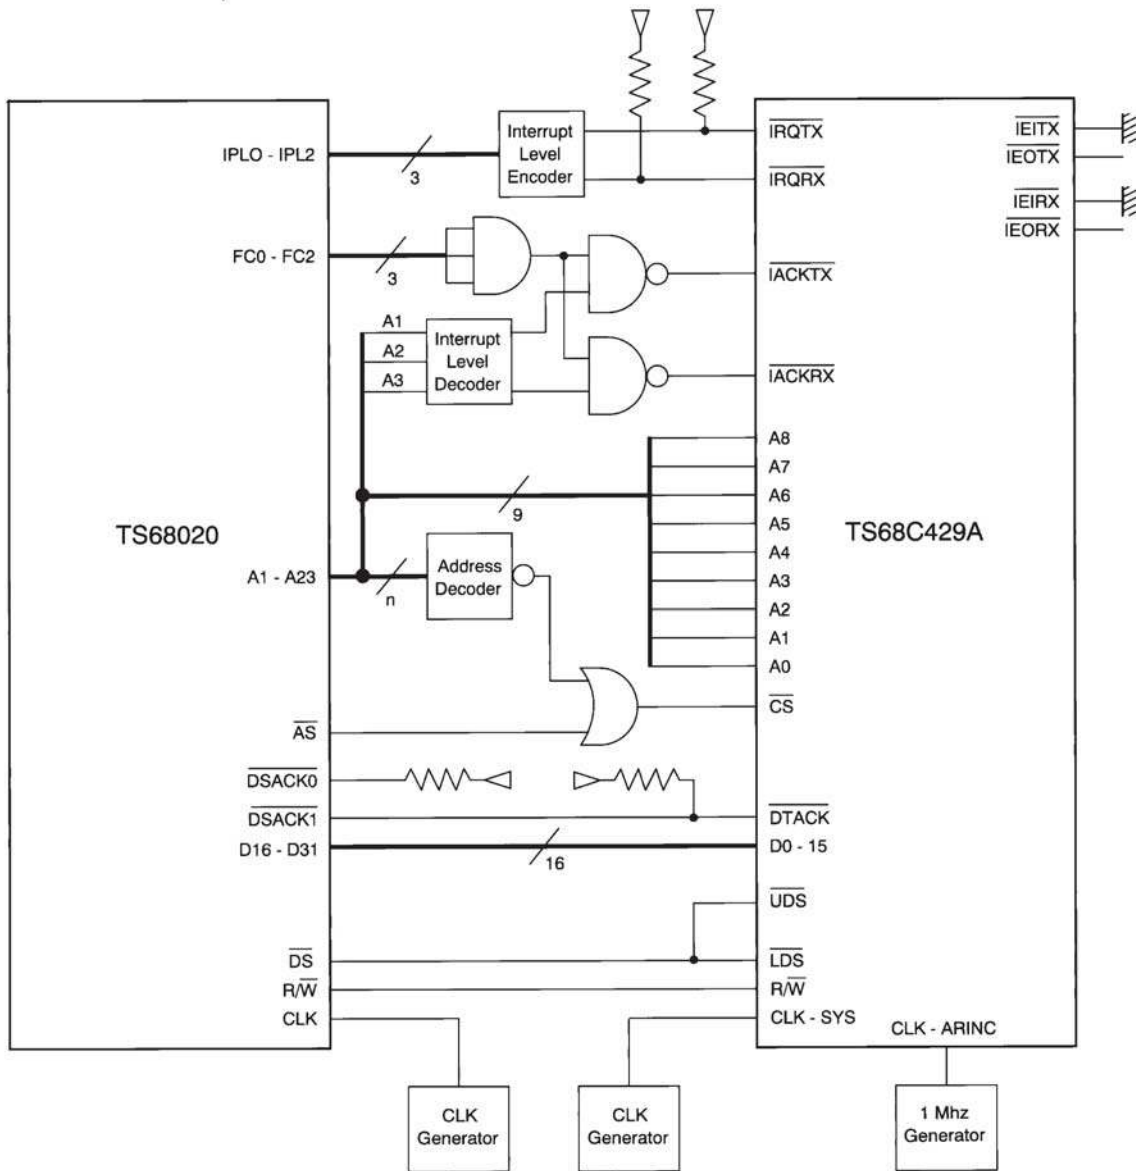 IPLO - IPL2
3
Interrupt
Level
Encoder
IRQTX
IRQRX
IEITX
IEOTX
IEIRX
IEORX
FC0 - FC2
3
IACKTX
A1
A2
A3
Interrupt
Level
Decoder
IACKRX
A8
A7
A6
A5
A4
A3
A2
A1
A0
9
TS68020
TS68C429A
A1 - A23
n
Address
Decoder
CS
AS
DSACK0
DSACK1
DTACK
D16 - D31
16
D0 - 15
UDS
DS
LDS
R/W
R/W
CLK
CLK - SYS
CLK - ARINC
CLK
Generator
CLK
Generator
1 Mhz
Generator